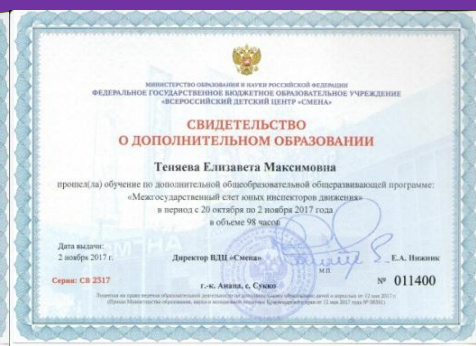 МИНИСТЕРСТВО ОБРАЗОВАНИЯ И НАУКИ РОССИЙСКОЙ ФЕДЕРАЦИИ
ФЕДЕРАЛЬНОЕ ГОСУДАРСТВЕННОЕ БЮДЖЕТНОЕ ОБРАЗОВАТЕЛЬНОЕ УЧРЕЖДЕНИЕ
«ВСЕРОССИЙСКИЙ ДЕТСКИЙ ЦЕНТР «СМЕНА»
СВИДЕТЕЛЬСТВО
О ДОПОЛНИТЕЛЬНОМ ОБРАЗОВАНИИ
Теняева Елизавета Максимовна
прошел(ла) обучение по дополнительной общеобразовательной общеразвивающей программе:
«Межгосударственный слет юных инспекторов движения»
в период с 20 октября по 2 ноября 2017 года
в объеме 98 часов
Дата выдачи:
2 ноября 2017 г.
Директор ВДЦ «Смена»
Е.А. Нижник
М.П.
Серия: СВ 2317
№ 011400
г.-к. Анапа, с. Сукко